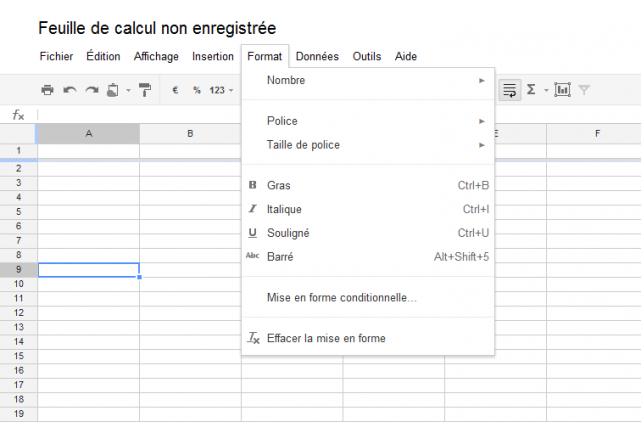 Feuille de calcul non enregistrée
Fichier Édition Affichage Insertion Format Données Outils Aide
€ % 123 Σ
Nombre
fx
Police
A B E F
Taille de police
1
2
3 B Gras Ctrl+B
4
5 I Italique Ctrl+I
6
7 U Souligné Ctrl+U
8 Abc Barré Alt+Shift+5
9
10
11 Mise en forme conditionnelle...
12
13
14 Effacer la mise en forme
15
16
17
18
19